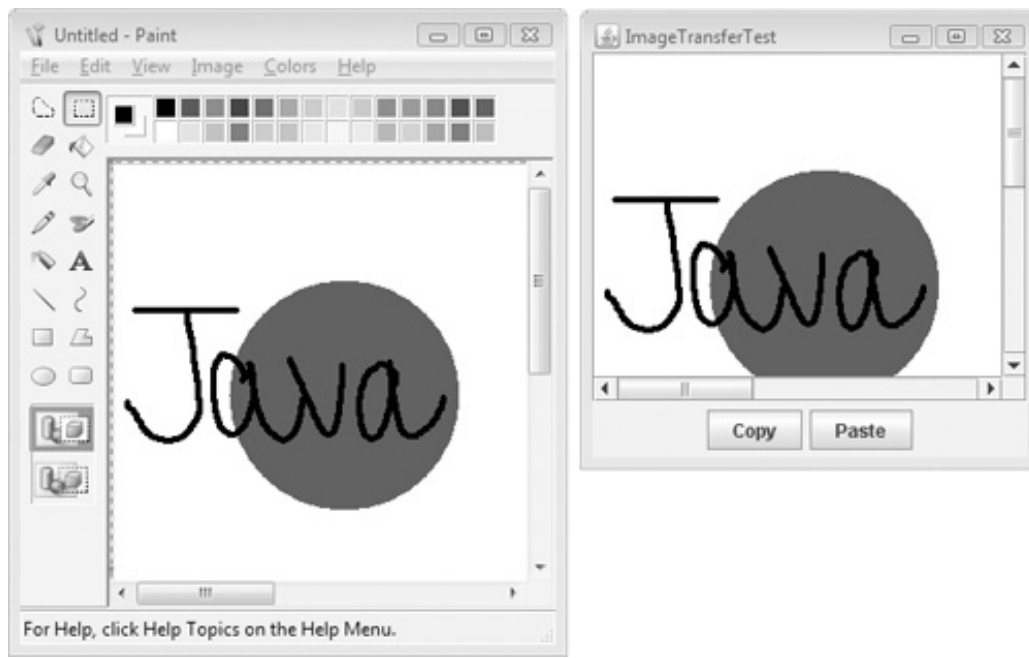 Untitled - Paint
File Edit View Image Colors Help
A
Java
For Help, click Help Topics on the Help Menu.
ImageTransferTest
Java
Copy Paste